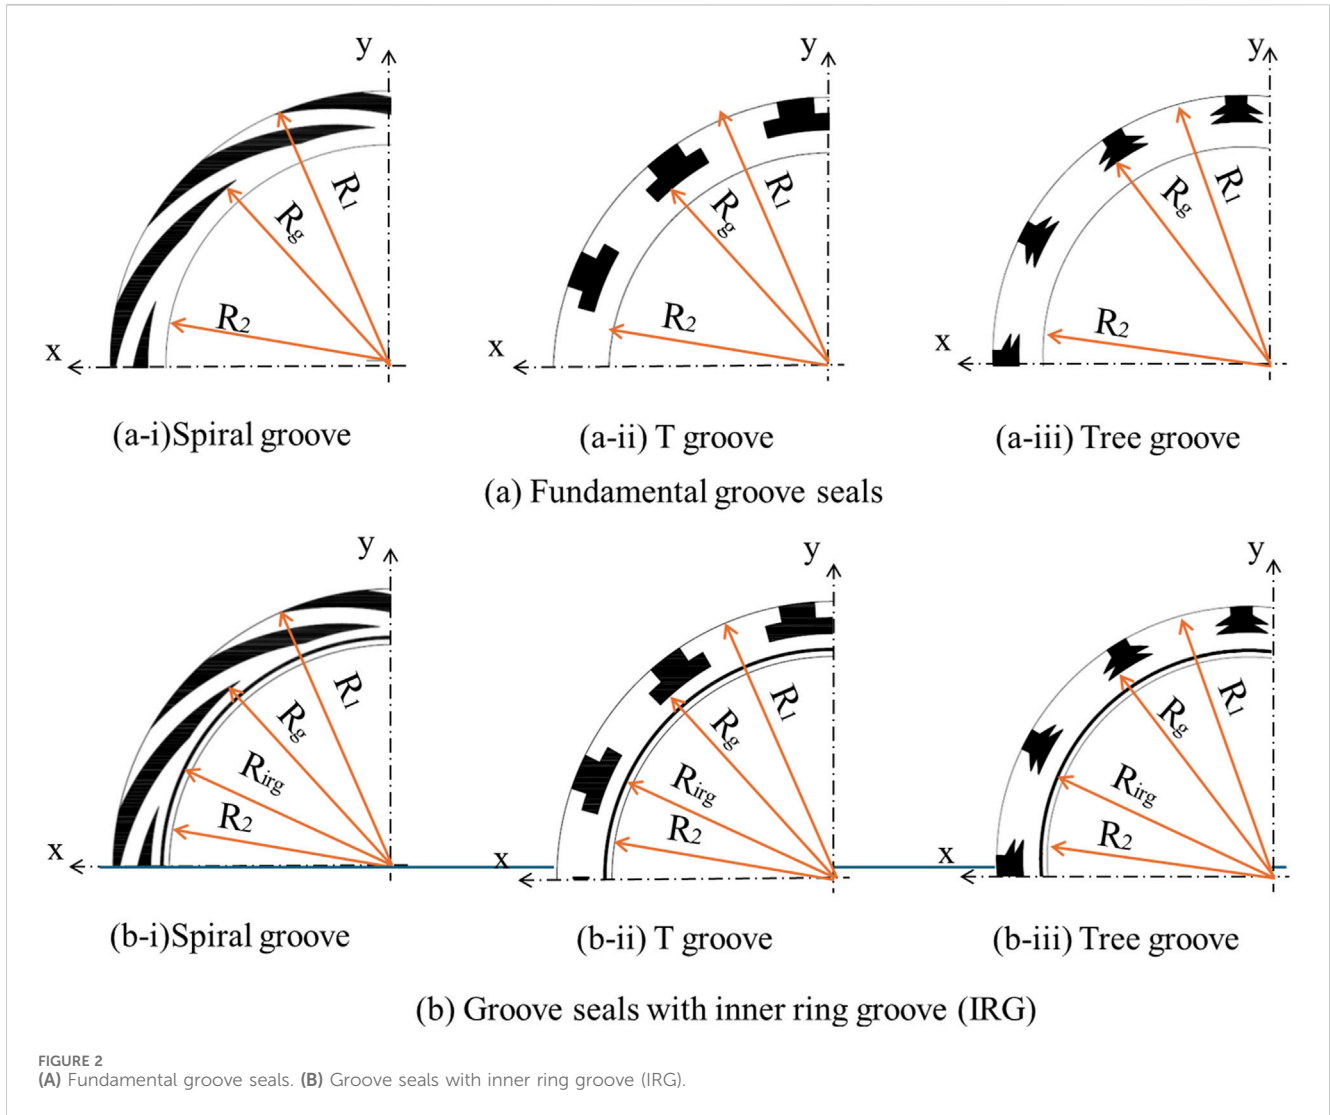 y y y
R1 R1 R1
Rg Rg Rg
R2 R2 R2
x x x
(a-i)Spiral groove (a-ii) T groove (a-iii) Tree groove
(a) Fundamental groove seals
y y y
R1 R1 R1
Rg Rg Rg
Rirg Rirg Rirg
R2 R2 R2
x x x
(b-i)Spiral groove (b-ii) T groove (b-iii) Tree groove
(b) Groove seals with inner ring groove (IRG)
FIGURE 2
(A) Fundamental groove seals. (B) Groove seals with inner ring groove (IRG).